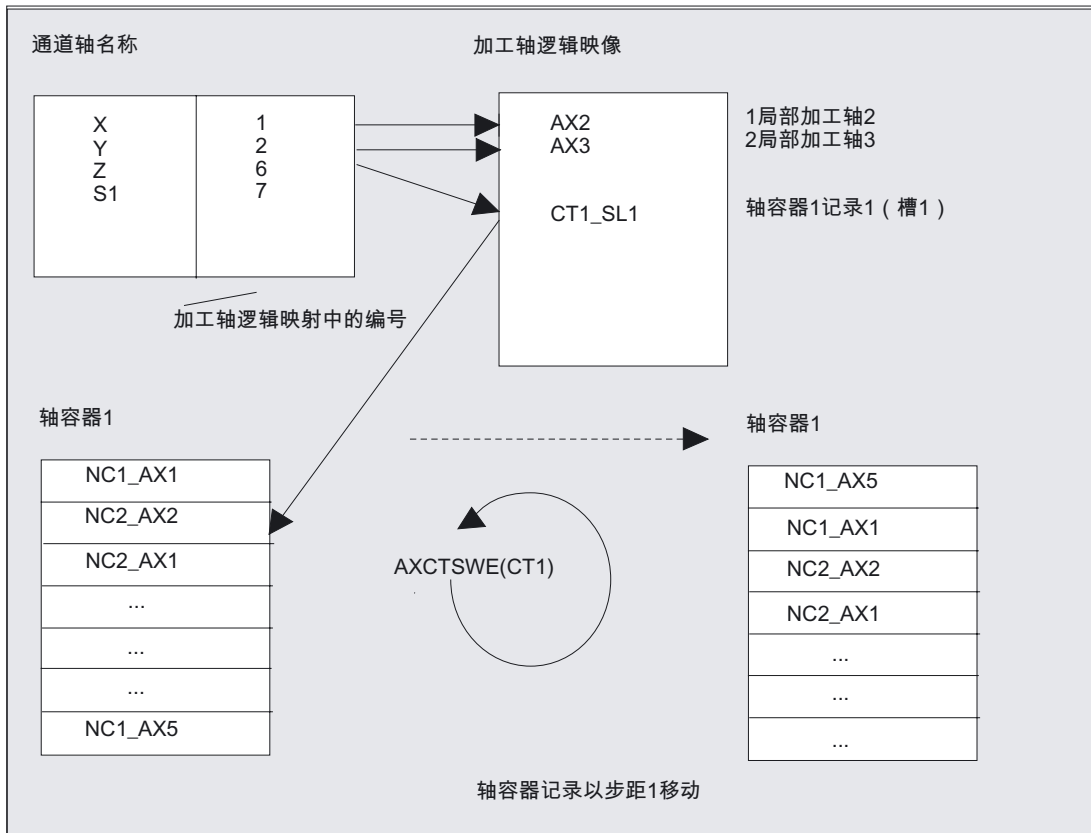 通道轴名称
加工轴逻辑映像
X 1
Y 2
Z 6
S1 7
AX2
AX3
CT1_SL1
1局部加工轴2
2局部加工轴3
轴容器1记录1（槽1）
加工轴逻辑映射中的编号
轴容器1
NC1_AX1
NC2_AX2
NC2_AX1
...
...
...
NC1_AX5
AXCTSWE(CT1)
轴容器1
NC1_AX5
NC1_AX1
NC2_AX2
NC2_AX1
...
...
...
轴容器记录以步距1移动